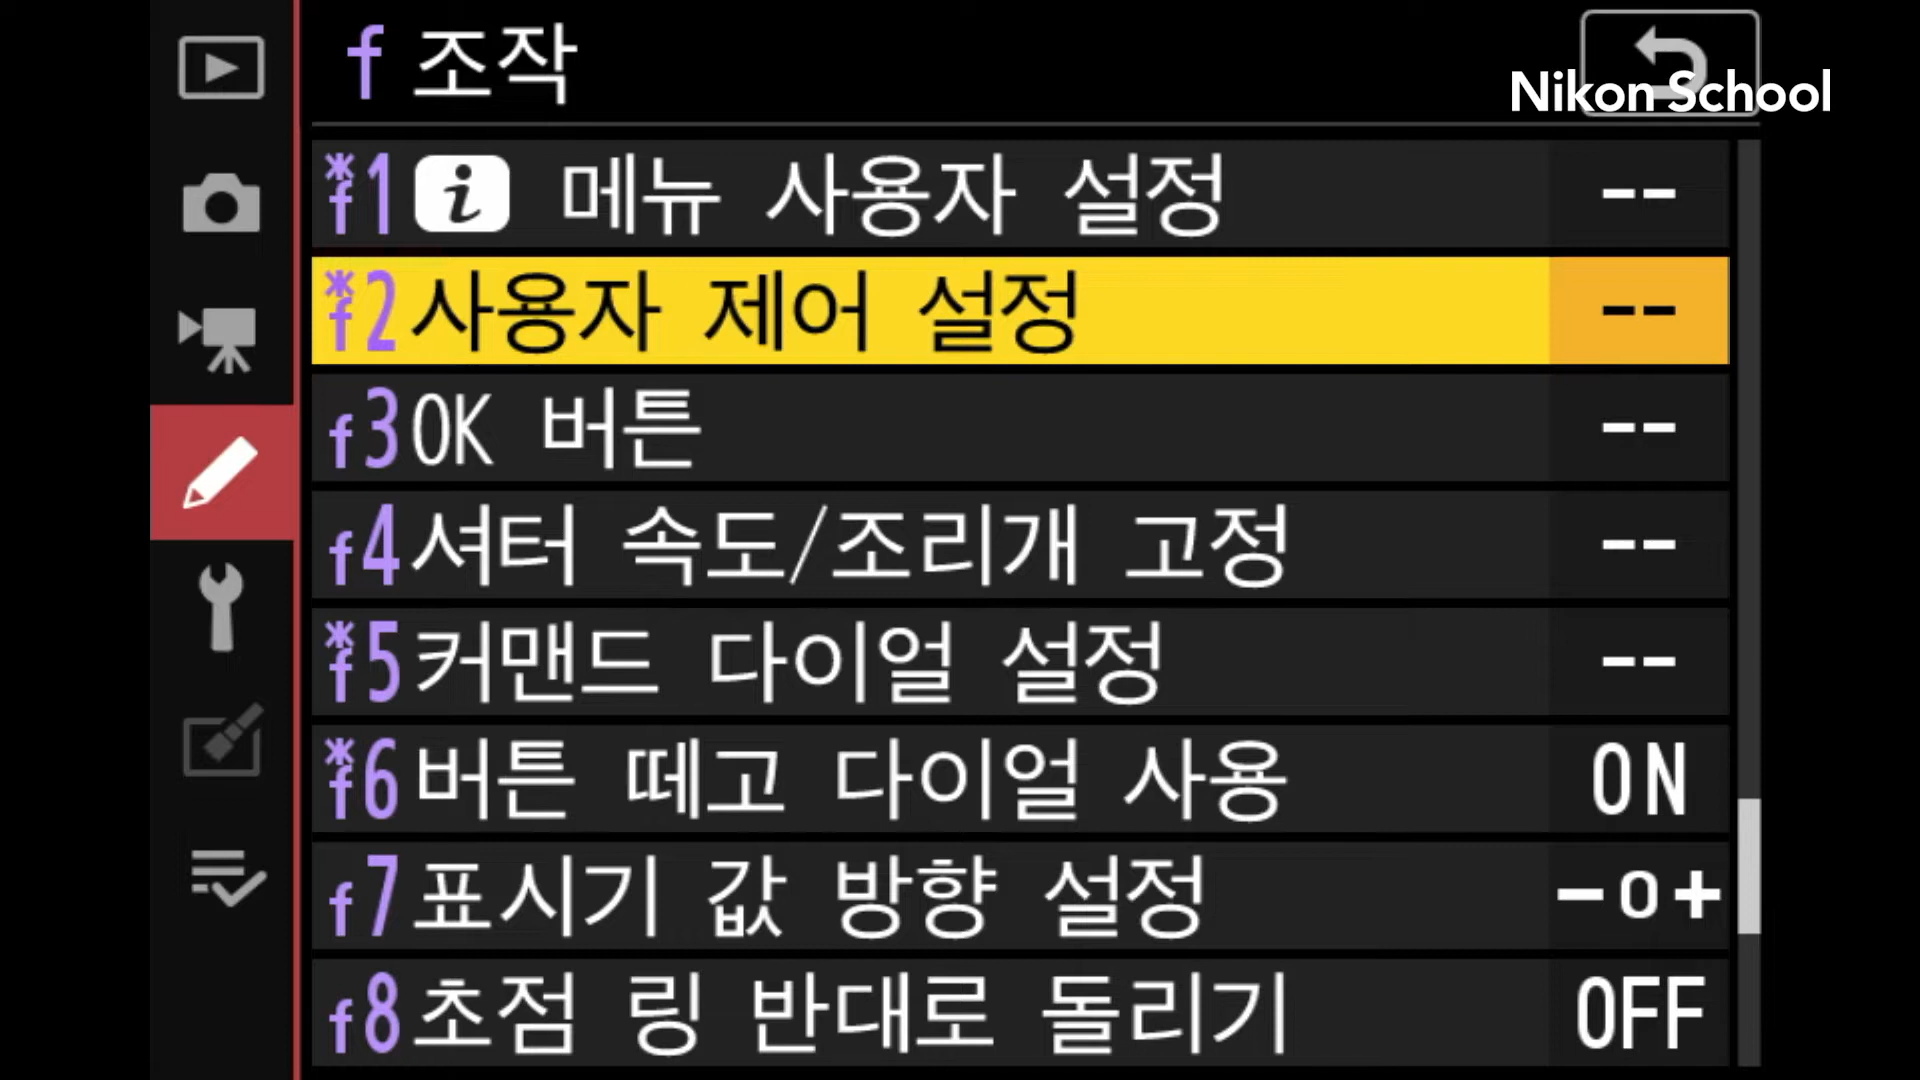 f 조작
Nikon School
*f1 i 메뉴 사용자 설정 --
*f2 사용자 제어 설정 --
f3 OK 버튼 --
f4 셔터 속도/조리개 고정 --
*f5 커맨드 다이얼 설정 --
*f6 버튼 떼고 다이얼 사용 ON
f7 표시기 값 방향 설정 -0+
f8 초점 링 반대로 돌리기 OFF